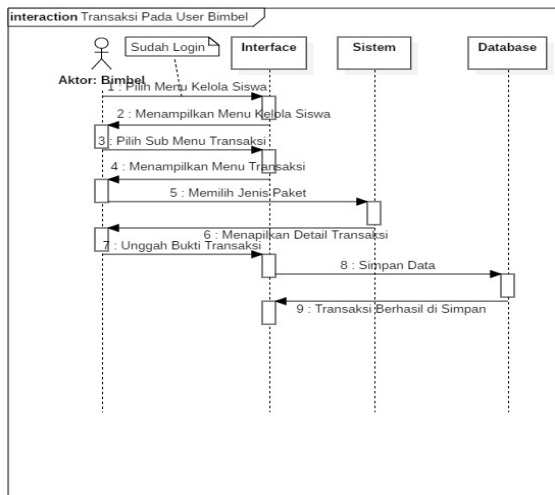 interaction Transaksi Pada User Bimbel
Sudah Login
Interface
Sistem
Database
Aktor: Bimbel
1 : Pilih Menu Kelola Siswa
2 : Menampilkan Menu Kelola Siswa
3 : Pilih Sub Menu Transaksi
4 : Menampilkan Menu Transaksi
5 : Memilih Jenis Paket
6 : Menapilkan Detail Transaksi
7 : Unggah Bukti Transaksi
8 : Simpan Data
9 : Transaksi Berhasil di Simpan